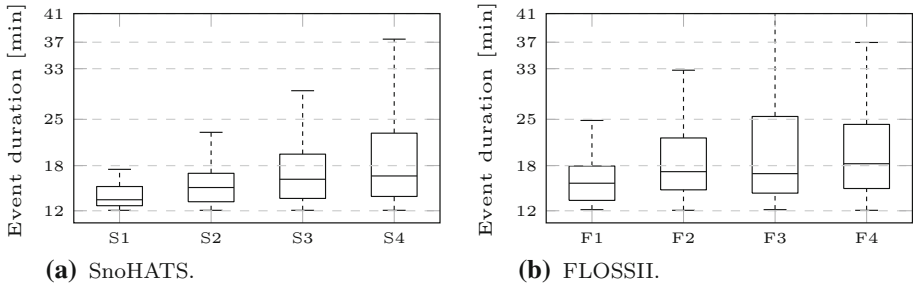 Event duration [min]
41
37
33
25
18
12
S1 S2 S3 S4
(a) SnoHATS.
Event duration [min]
41
37
33
25
18
12
F1 F2 F3 F4
(b) FLOSSII.